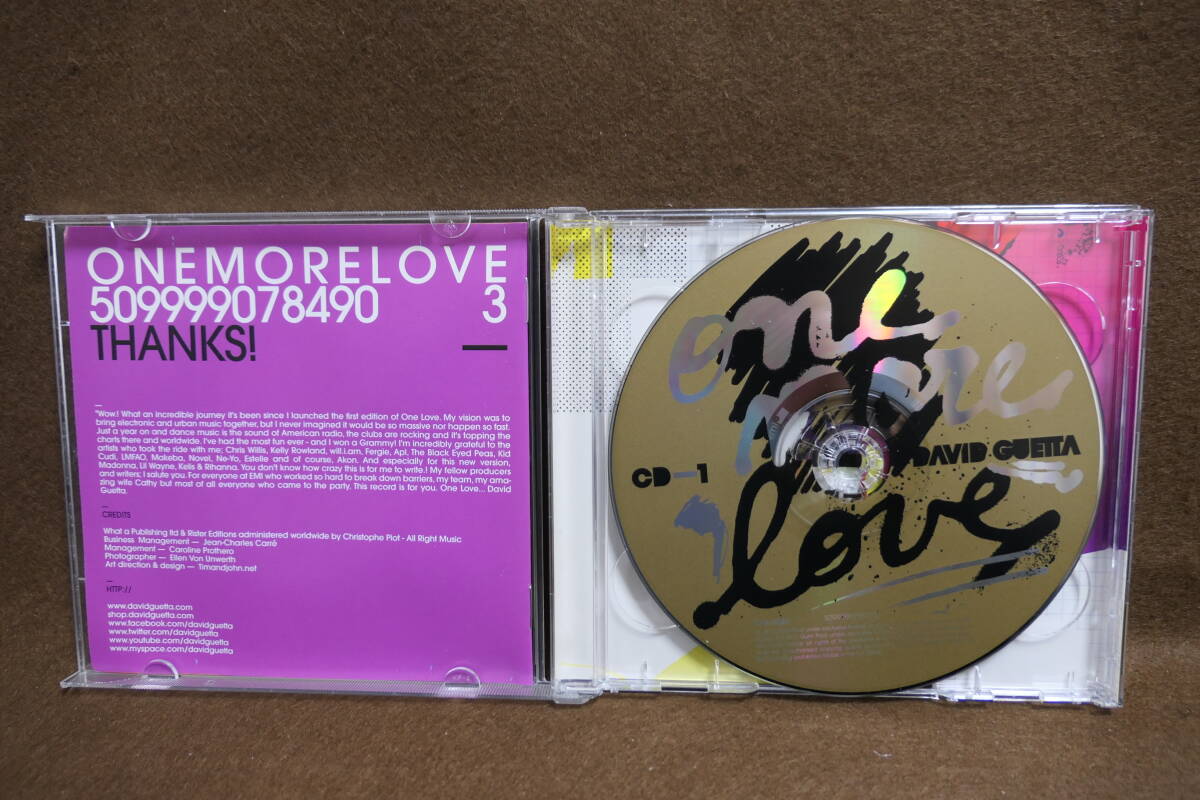 ONEMORELOVE
509999078490 3
THANKS!
"Wow.! What an incredible journey it's been since I launched the first edition of One Love. My vision was to
bring electronic and urban music together, but I never imagined it would be so massive nor happen so fast.
Just a year on and dance music is the sound of American radio, the clubs are rocking and it's topping the
charts there and worldwide. I've had the most fun ever - and I won a Grammy! I'm incredibly grateful to the
artists who took the ride with me; Chris Willis, Kelly Rowland, will.i.am, Fergie, Apl, The Black Eyed Peas, Kid
Cudi, LMFAO, Makeba, Novel, Ne-Yo, Estelle and of course, Akon. And especially for this new version,
Madonna, Lil Wayne, Kelis & Rihanna. You don't know how crazy this is for me to write.! My fellow producers
and writers, I salute you. For everyone at EMI who worked so hard to break down barriers, my team, my ama-
zing wife Cathy but most of all everyone who came to the party. This record is for you. One Love... David
Guetta.
CREDITS
What a Publishing ltd & Rister Editions administered worldwide by Christophe Piot - All Right Music
Business Management — Jean-Charles Carré
Management — Caroline Prothero
Photographer — Ellen Von Unwerth
Art direction & design — Timandjohn.net
HTTP://
www.davidguetta.com
shop.davidguetta.com
www.facebook.com/davidguetta
www.twitter.com/davidguetta
www.youtube.com/davidguetta
www.myspace.com/davidguetta
one
more
DAVID GUETTA
CD-1
love